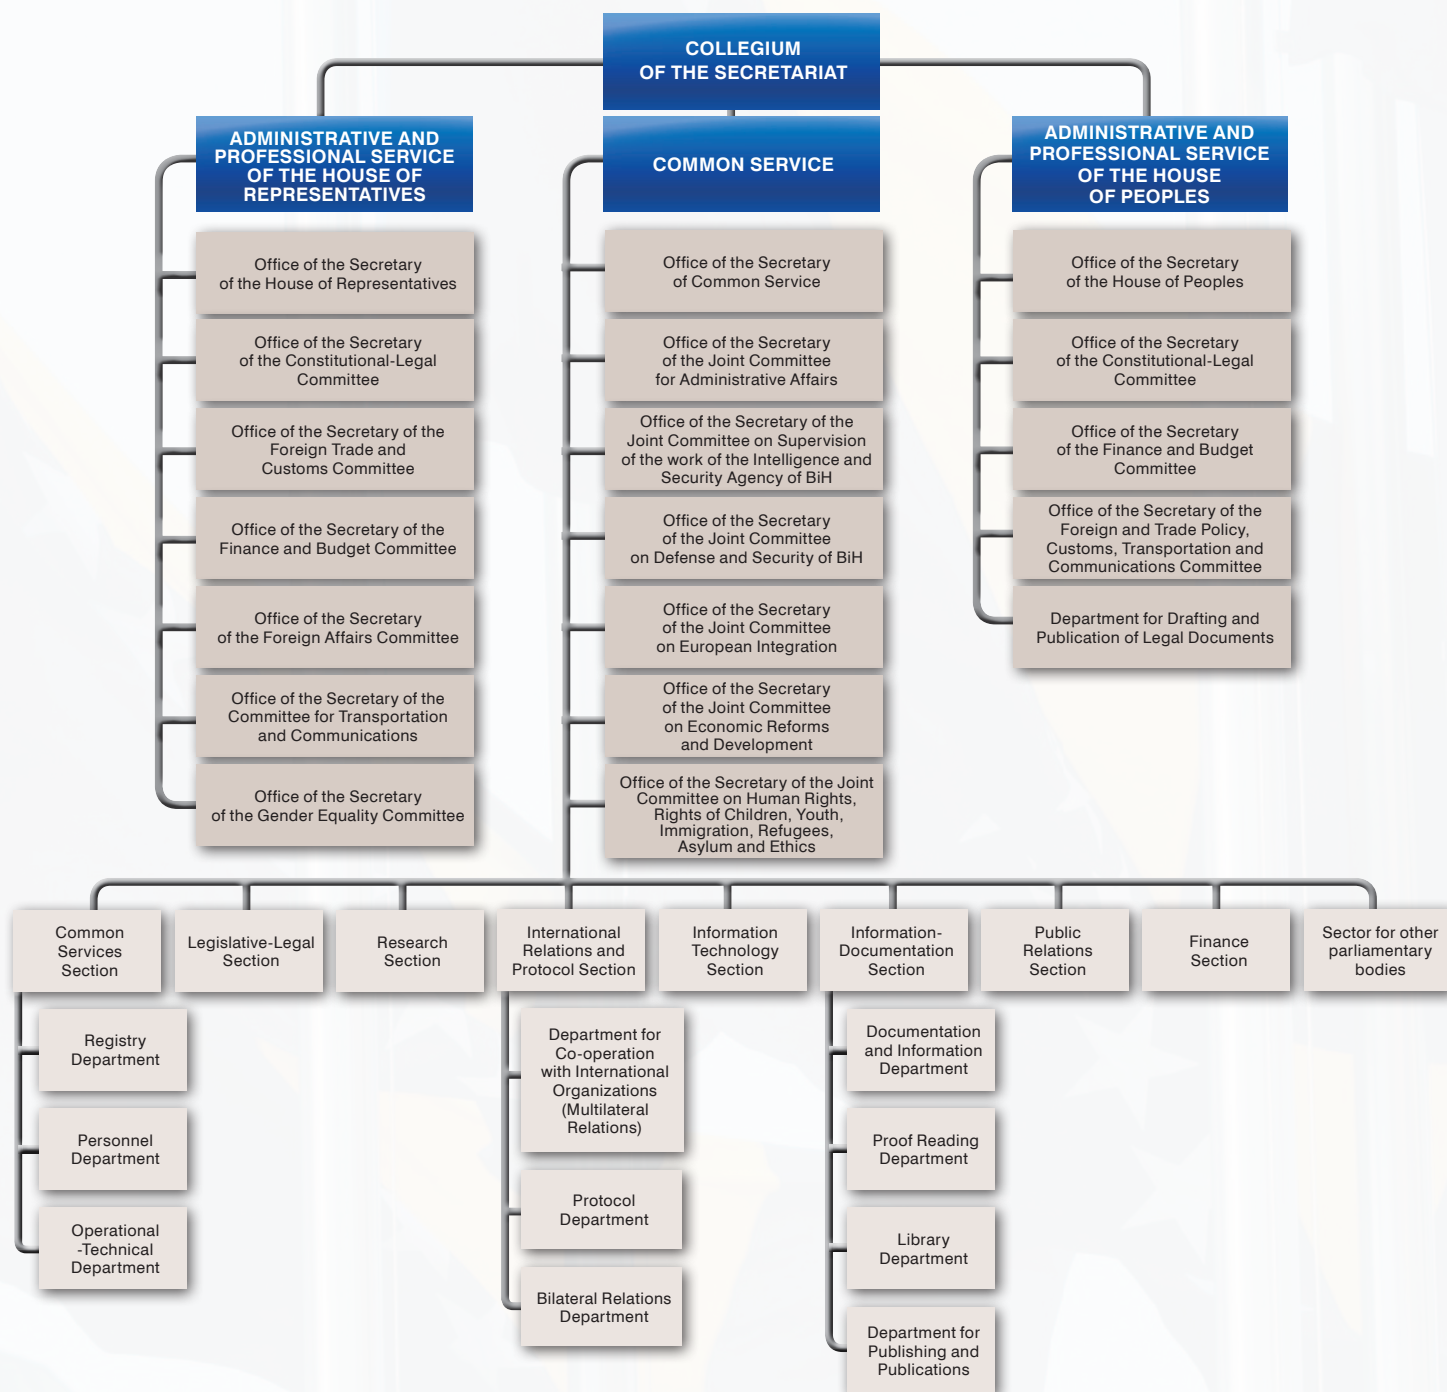 COLLEGIUM
OF THE SECRETARIAT
ADMINISTRATIVE AND
PROFESSIONAL SERVICE
OF THE HOUSE OF
REPRESENTATIVES
Office of the Secretary
of the House of Representatives
Office of the Secretary
of the Constitutional-Legal
Committee
Office of the Secretary of the
Foreign Trade and
Customs Committee
Office of the Secretary of the
Finance and Budget Committee
Office of the Secretary
of the Foreign Affairs Committee
Office of the Secretary of the
Committee for Transportation
and Communications
Office of the Secretary
of the Gender Equality Committee
COMMON SERVICE
Office of the Secretary
of Common Service
Office of the Secretary
of the Joint Committee
for Administrative Affairs
Office of the Secretary of the
Joint Committee on Supervision
of the work of the Intelligence and
Security Agency of BiH
Office of the Secretary
of the Joint Committee
on Defense and Security of BiH
Office of the Secretary
of the Joint Committee
on European Integration
Office of the Secretary
of the Joint Committee
on Economic Reforms
and Development
Office of the Secretary of the Joint
Committee on Human Rights,
Rights of Children, Youth,
Immigration, Refugees,
Asylum and Ethics
ADMINISTRATIVE AND
PROFESSIONAL SERVICE
OF THE HOUSE
OF PEOPLES
Office of the Secretary
of the House of Peoples
Office of the Secretary
of the Constitutional-Legal
Committee
Office of the Secretary
of the Finance and Budget
Committee
Office of the Secretary of the
Foreign and Trade Policy,
Customs, Transportation and
Communications Committee
Department for Drafting and
Publication of Legal Documents
Common
Services
Section
Registry
Department
Personnel
Department
Operational
-Technical
Department
Legislative-Legal
Section
Research
Section
International
Relations and
Protocol Section
Department for
Co-operation
with International
Organizations
(Multilateral
Relations)
Protocol
Department
Bilateral Relations
Department
Information
Technology
Section
Information-
Documentation
Section
Documentation
and Information
Department
Proof Reading
Department
Library
Department
Department for
Publishing and
Publications
Public
Relations
Section
Finance
Section
Sector for other
parliamentary
bodies